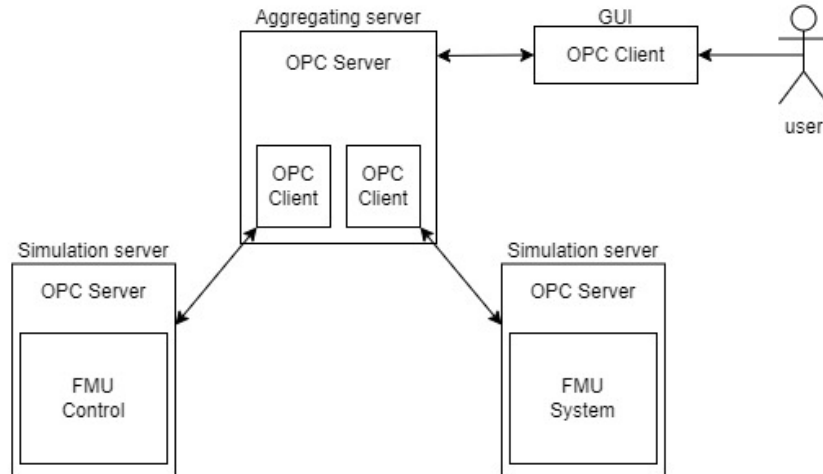 Aggregating server
GUI
OPC Server
OPC Client
user
OPC
Client
OPC
Client
Simulation server
Simulation server
OPC Server
OPC Server
FMU
Control
FMU
System